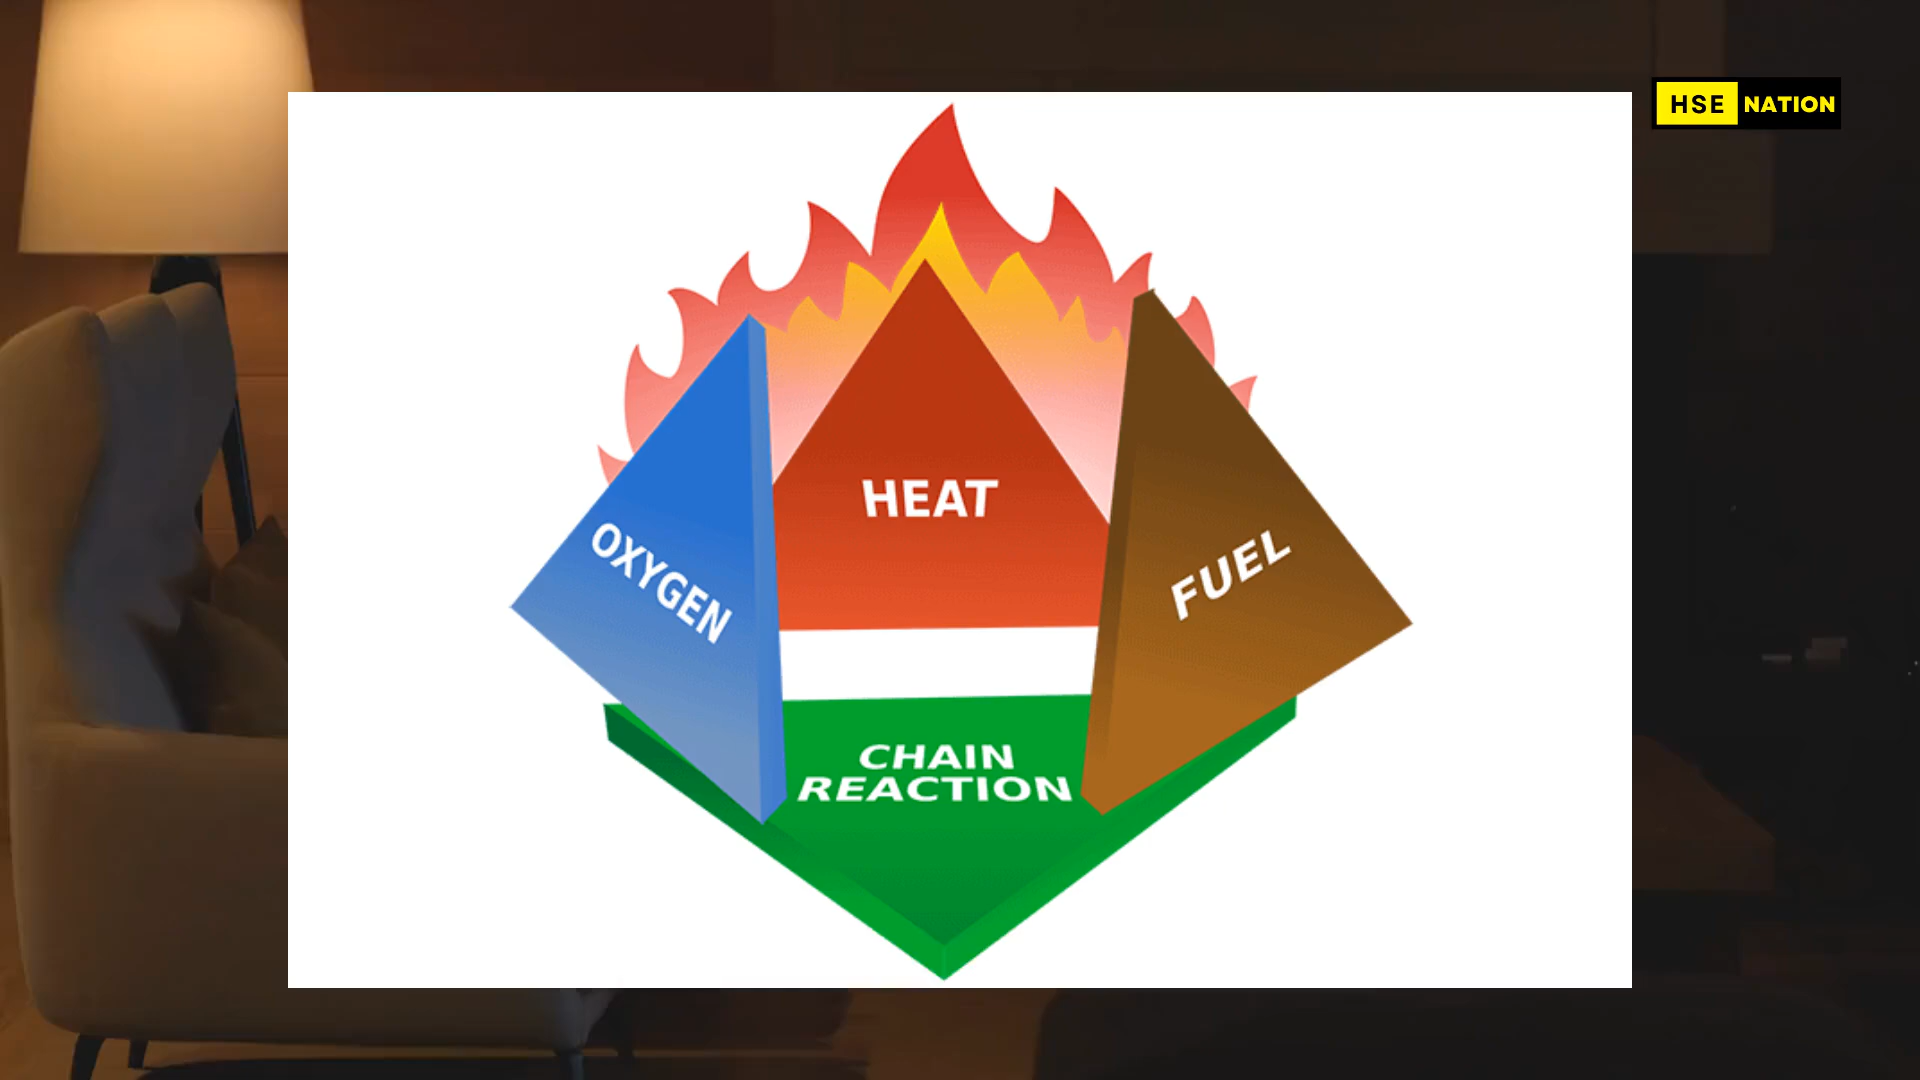 HSE NATION
HEAT
OXYGEN
FUEL
CHAIN
REACTION